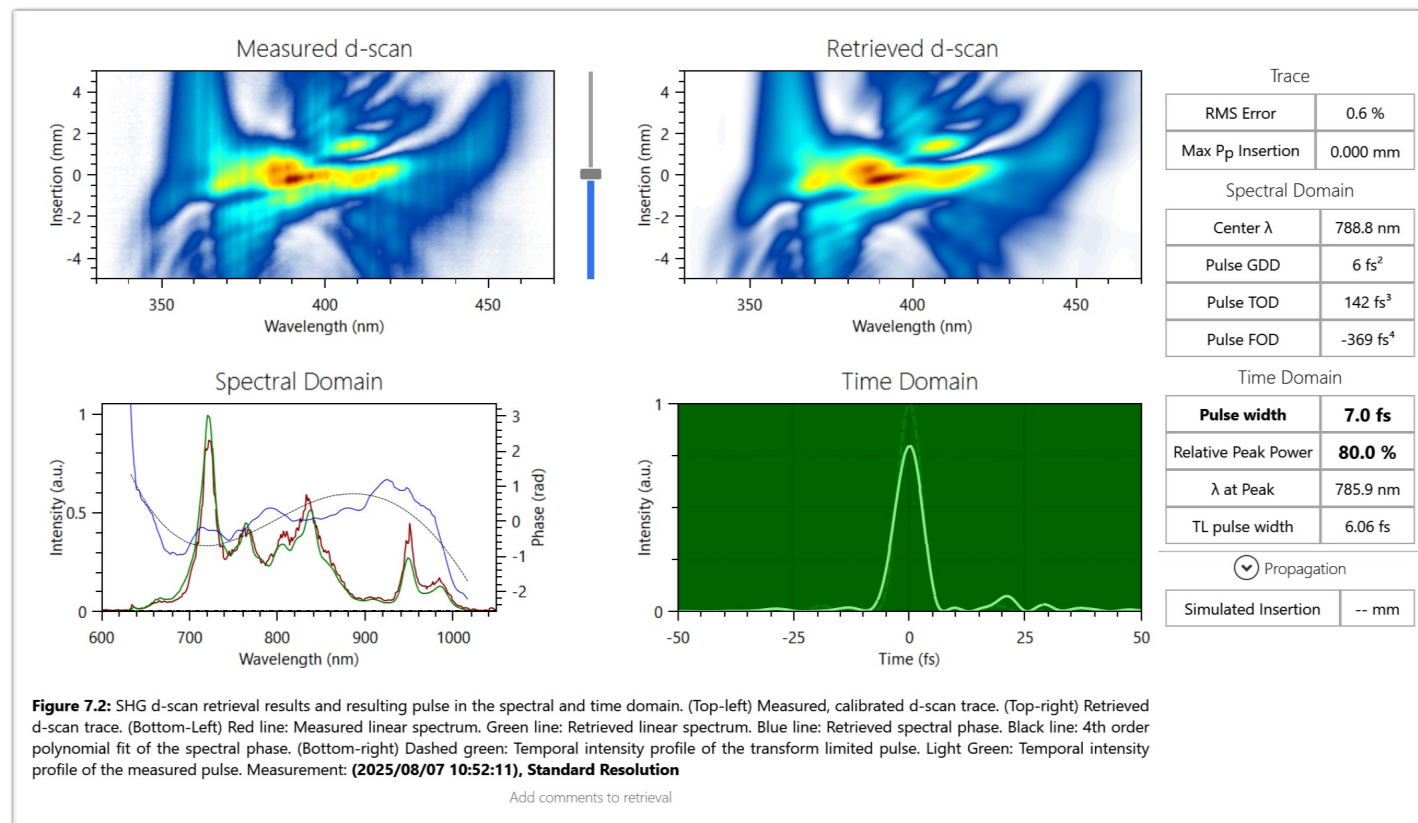 Measured d-scan
Insertion (mm)
4
2
0
-2
-4
350
400
450
Wavelength (nm)
Retrieved d-scan
Insertion (mm)
4
2
0
-2
-4
350
400
450
Wavelength (nm)
Trace
RMS Error 0.6 %
Max Pp Insertion 0.000 mm
Spectral Domain
Center λ 788.8 nm
Pulse GDD 6 fs²
Pulse TOD 142 fs³
Pulse FOD -369 fs⁴
Time Domain
Pulse width 7.0 fs
Relative Peak Power 80.0 %
λ at Peak 785.9 nm
TL pulse width 6.06 fs
Propagation
Simulated Insertion -- mm
Spectral Domain
Intensity (a.u.)
1
0.5
0
600
700
800
900
1000
Wavelength (nm)
3
2
1
0
-1
-2
Phase (rad)
Time Domain
Intensity (a.u.)
1
0
-50
-25
0
25
50
Time (fs)
Figure 7.2: SHG d-scan retrieval results and resulting pulse in the spectral and time domain. (Top-left) Measured, calibrated d-scan trace. (Top-right) Retrieved
d-scan trace. (Bottom-Left) Red line: Measured linear spectrum. Green line: Retrieved linear spectrum. Blue line: Retrieved spectral phase. Black line: 4th order
polynomial fit of the spectral phase. (Bottom-right) Dashed green: Temporal intensity profile of the transform limited pulse. Light Green: Temporal intensity
profile of the measured pulse. Measurement: (2025/08/07 10:52:11), Standard Resolution
Add comments to retrieval